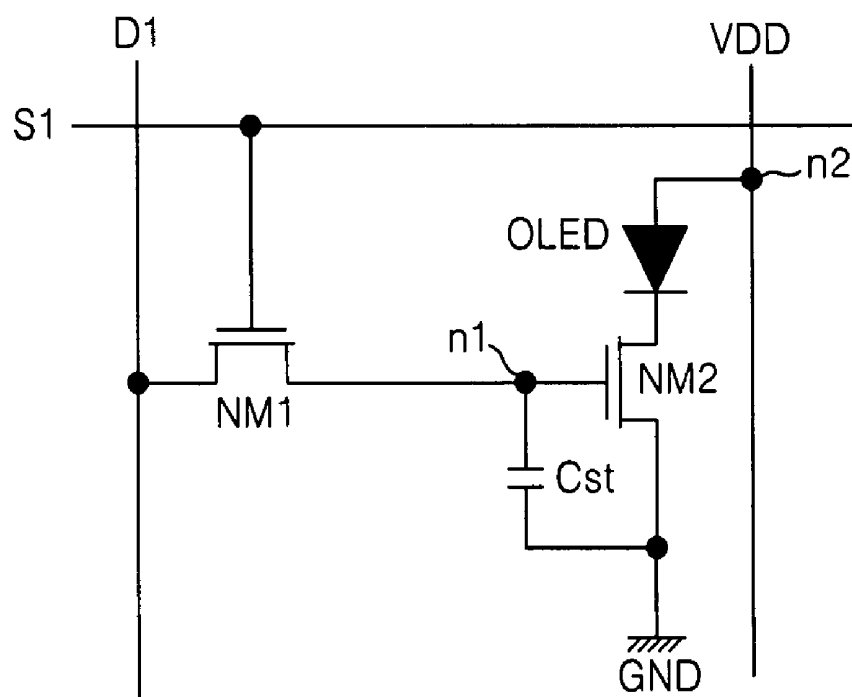 D1
VDD
S1
n2
OLED
n1
NM2
NM1
Cst
GND